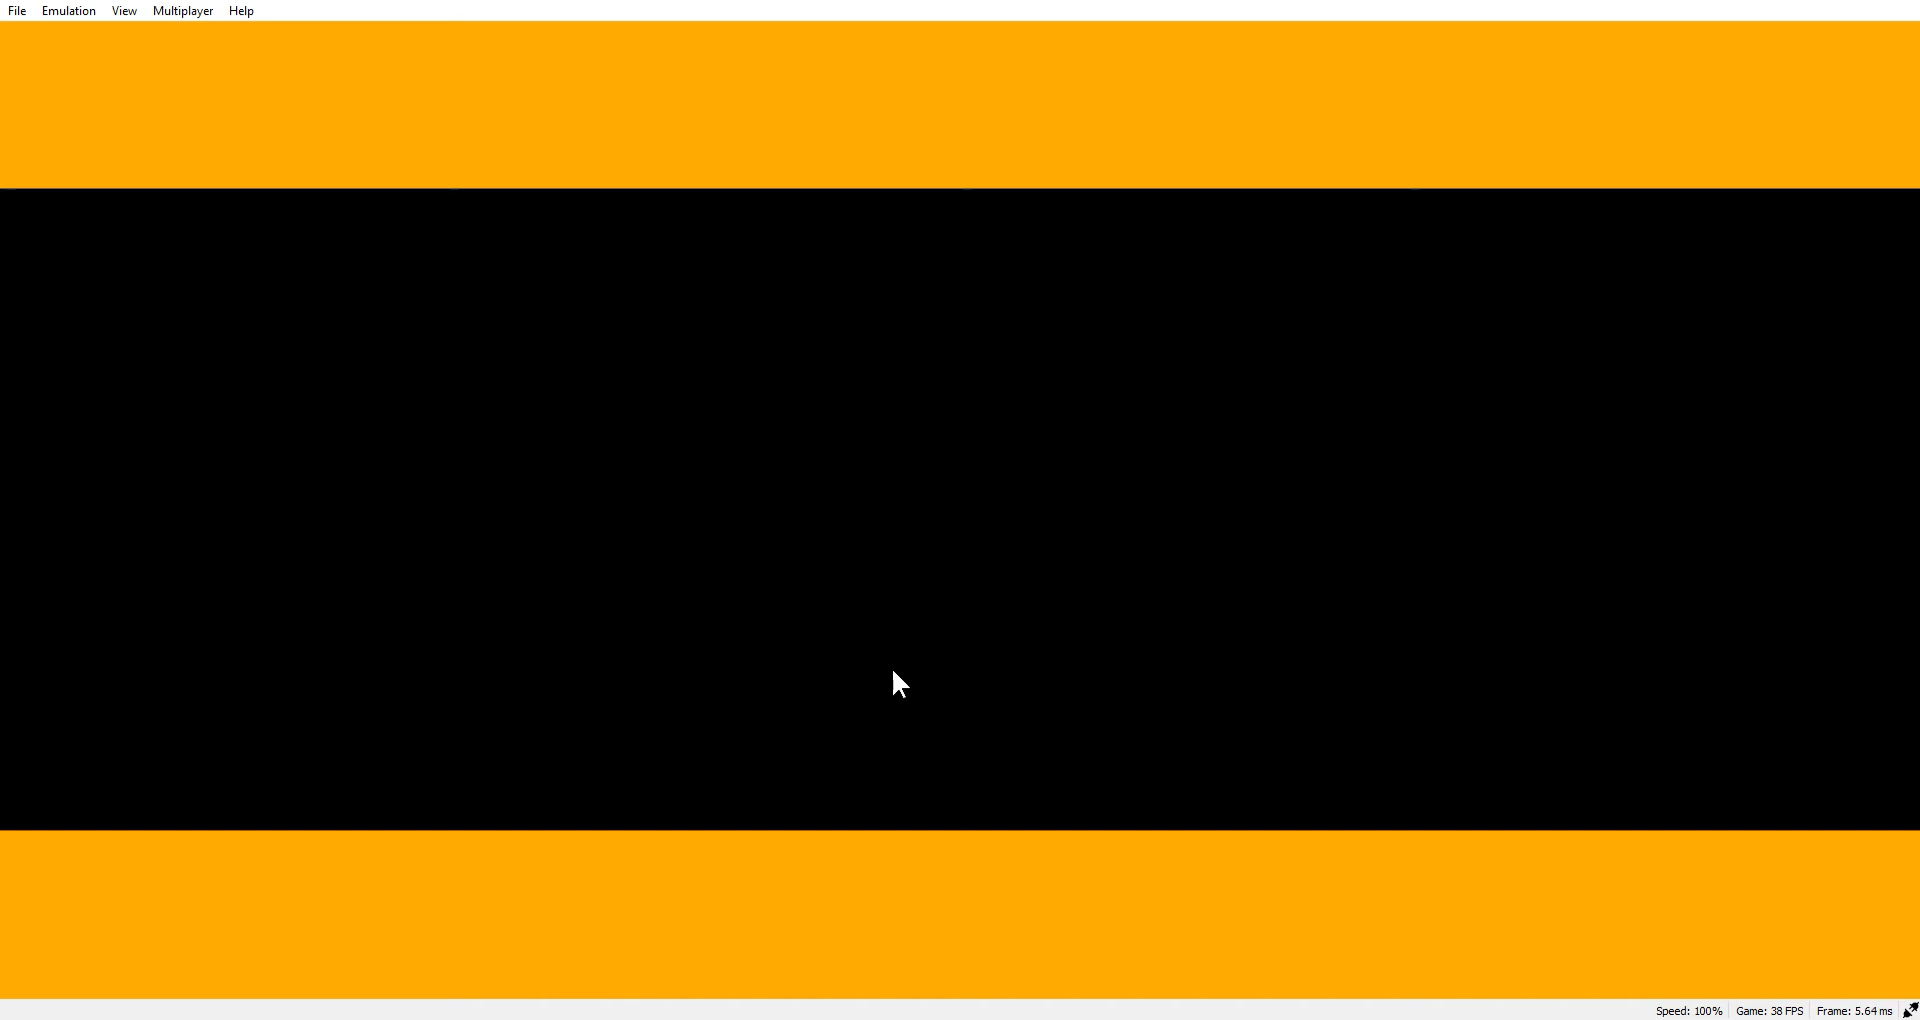 File Emulation View Multiplayer Help
Speed: 100% Game: 38 FPS Frame: 5.64 ms